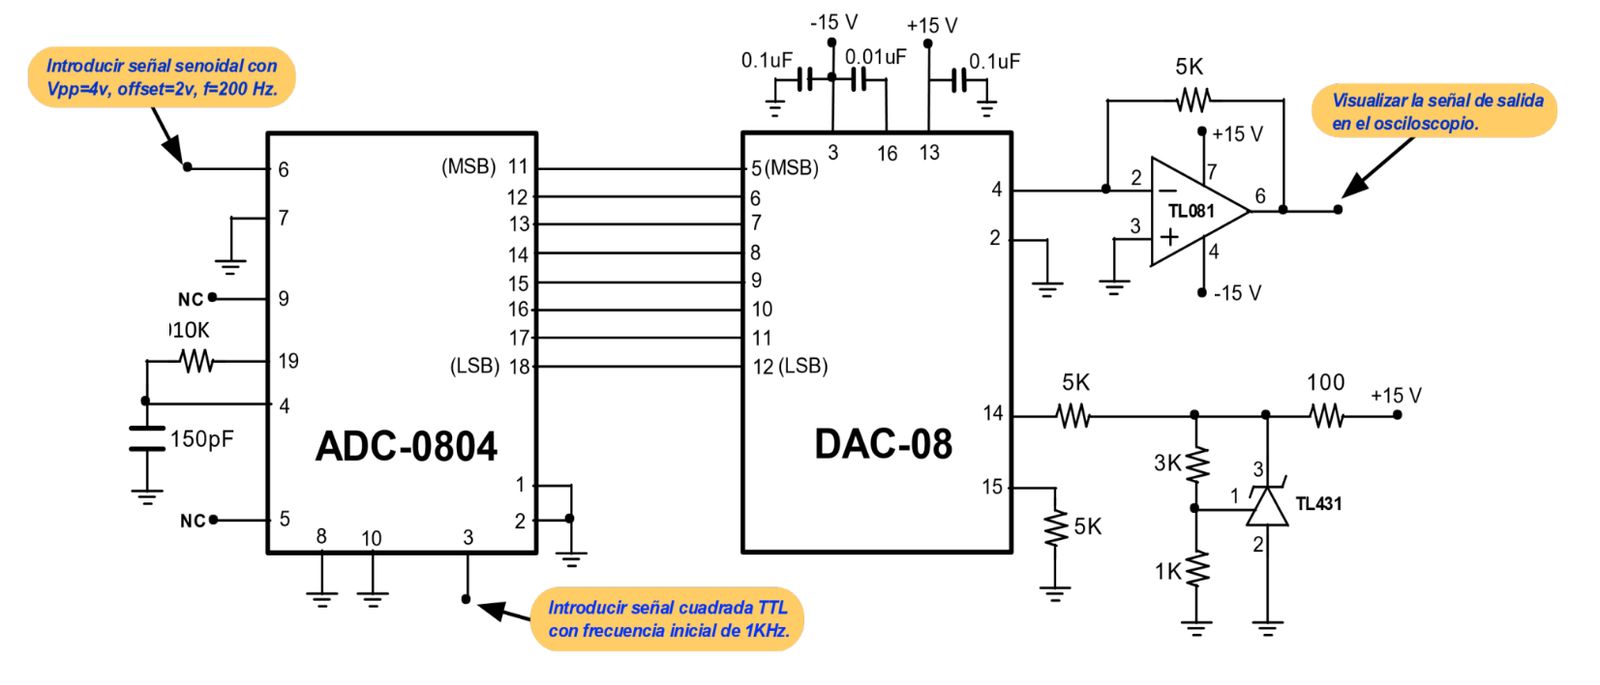 -15 V
+15 V
0.1uF
0.01uF
0.1uF
Introducir señal senoidal con
Vpp=4v, offset=2v, f=200 Hz.
5K
Visualizar la señal de salida
en el osciloscopio.
3
16
13
+15 V
6
(MSB) 11
5 (MSB)
7
12
6
4
2
7
6
TL081
7
13
7
3
2
4
14
8
-15 V
NC
9
15
9
16
10
10K
17
11
19
(LSB) 18
12 (LSB)
4
5K
100
+15 V
14
150pF
ADC-0804
DAC-08
3K
3
1
15
1
TL431
NC
5
2
5K
8
10
3
2
1K
Introducir señal cuadrada TTL
con frecuencia inicial de 1KHz.